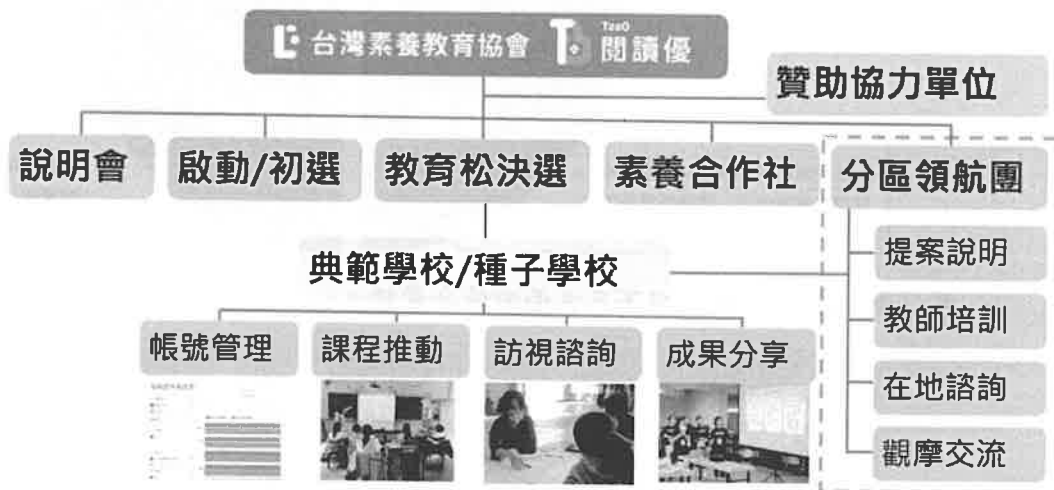 台灣素養教育協會 TaaO 閱讀優
贊助協力單位
說明會
啟動/初選
教育松決選
素養合作社
分區領航團
提案說明
教師培訓
在地諮詢
觀摩交流
典範學校/種子學校
帳號管理
課程推動
訪視諮詢
成果分享